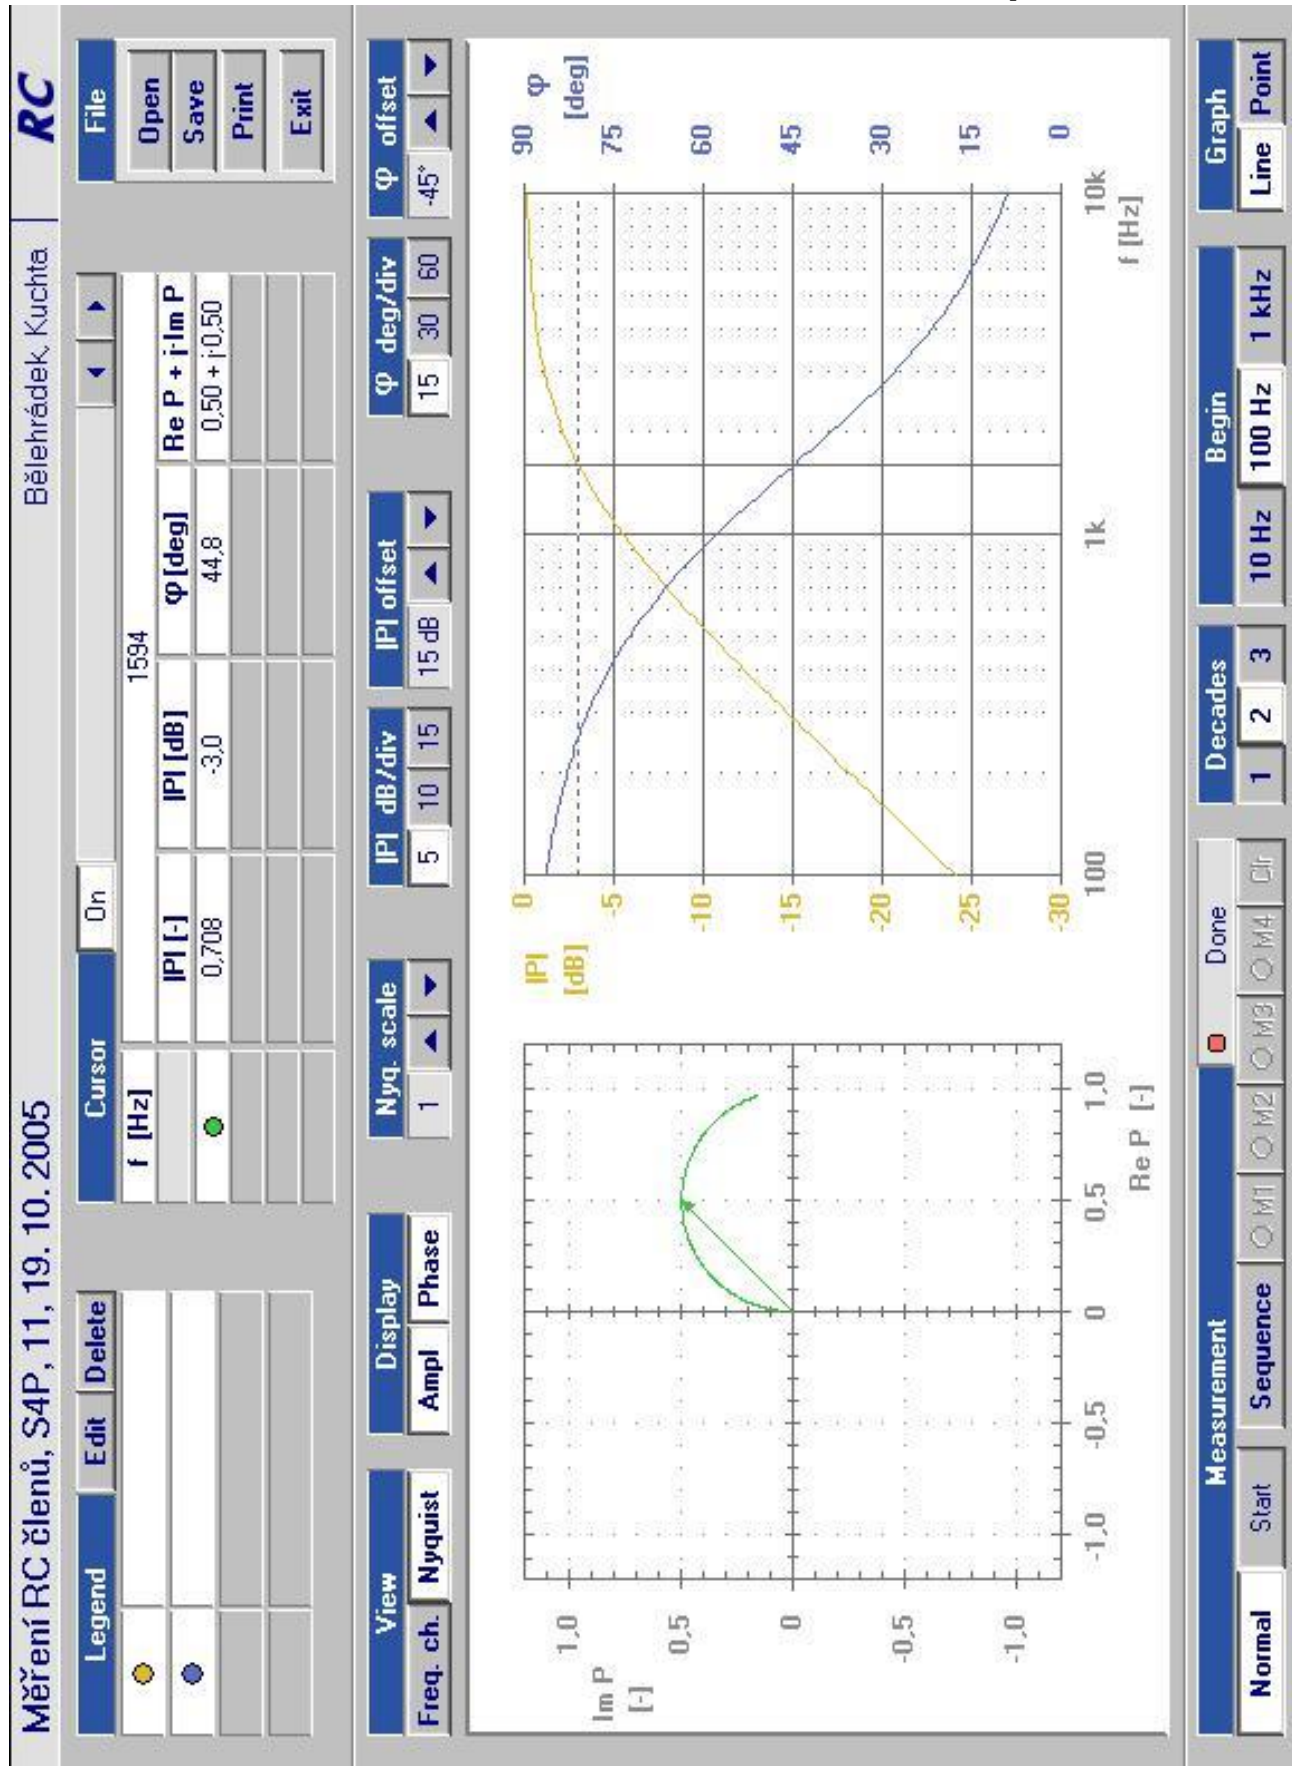 Měření RC členů, S4P, 11, 19. 10. 2005
Bělehrádek, Kuchta
RC
Legend Edit Delete
Cursor On
f [Hz] 1594
|P| [-] |P| [dB] φ [deg] Re P + i·Im P
0,708 -3,0 44,8 0,50 + i·0,50
File
Open
Save
Print
Exit
View
Freq. ch. Nyquist
Display
Ampl Phase
Nyq. scale
1
|P| dB/div
5 10 15
|P| offset
15 dB
φ deg/div
15 30 60
φ offset
-45°
Im P
[-]
1,0
0,5
0
-0,5
-1,0
-1,0 -0,5 0 0,5 1,0
Re P [-]
|P|
[dB]
0
-5
-10
-15
-20
-25
-30
100 1k 10k
f [Hz]
φ
[deg]
90
75
60
45
30
15
0
Measurement Done
Normal Start Sequence M1 M2 M3 M4 Clr
Decades
1 2 3
Begin
10 Hz 100 Hz 1 kHz
Graph
Line Point